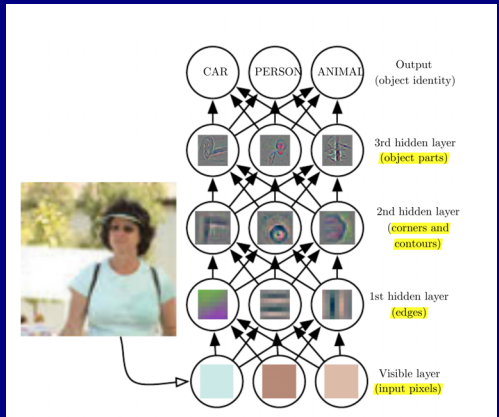 CAR PERSON ANIMAL
Output
(object identity)
3rd hidden layer
(object parts)
2nd hidden layer
(corners and
contours)
1st hidden layer
(edges)
Visible layer
(input pixels)